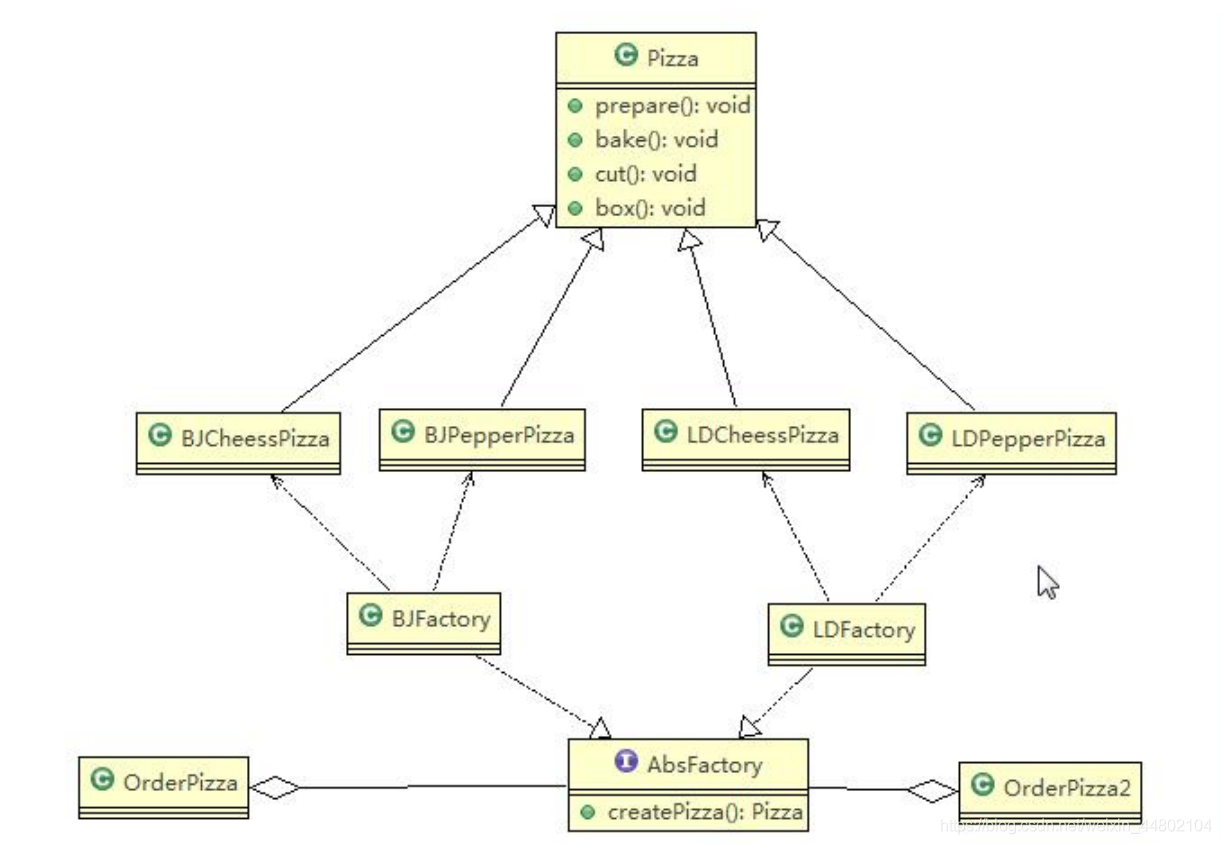 Pizza
prepare(): void
bake(): void
cut(): void
box(): void
BJCheessPizza
BJPepperPizza
LDCheessPizza
LDPepperPizza
BJFactory
LDFactory
AbsFactory
createPizza(): Pizza
OrderPizza
OrderPizza2
https://blog.csdn.net/weixin_44802104